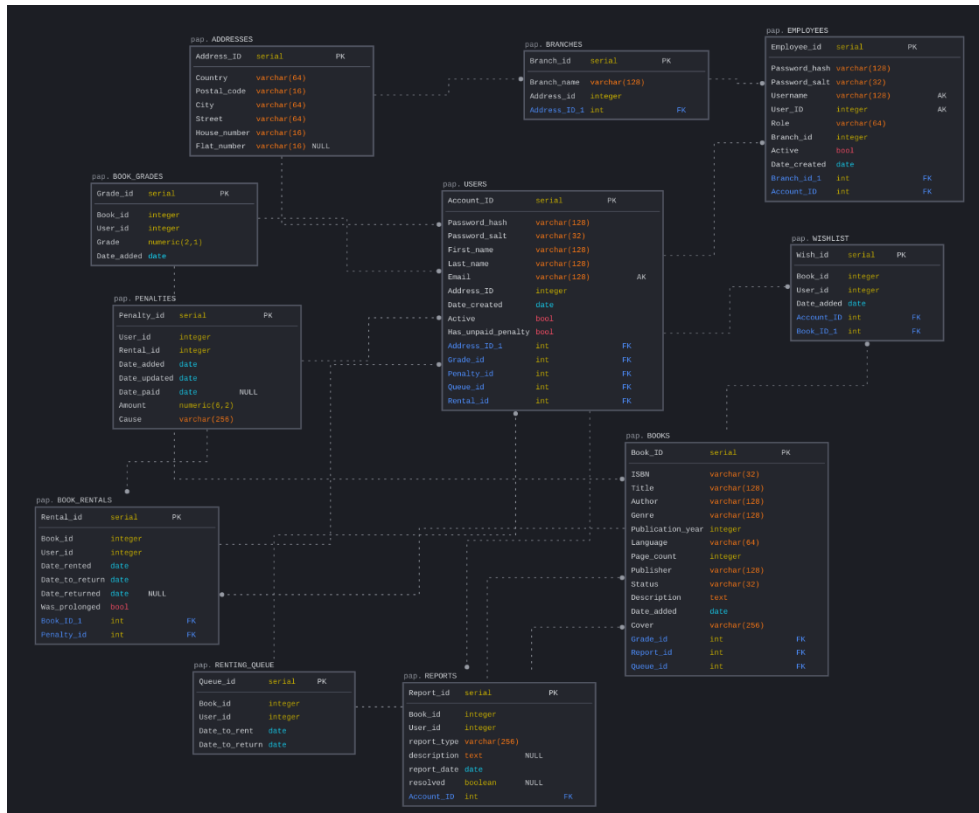 pap. ADDRESSES
Address_ID serial PK
Country varchar(64)
Postal_code varchar(16)
City varchar(64)
Street varchar(64)
House_number varchar(16)
Flat_number varchar(16) NULL
pap. BRANCHES
Branch_id serial PK
Branch_name varchar(128)
Address_id integer
Address_ID_1 int FK
pap. EMPLOYEES
Employee_id serial PK
Password_hash varchar(128)
Password_salt varchar(32)
Username varchar(128) AK
User_ID integer AK
Role varchar(64)
Branch_id integer
Active bool
Date_created date
Branch_id_1 int FK
Account_ID int FK
pap. BOOK_GRADES
Grade_id serial PK
Book_id integer
User_id integer
Grade numeric(2,1)
Date_added date
pap. USERS
Account_ID serial PK
Password_hash varchar(128)
Password_salt varchar(32)
First_name varchar(128)
Last_name varchar(128)
Email varchar(128) AK
Address_ID integer
Date_created date
Active bool
Has_unpaid_penalty bool
Address_ID_1 int FK
Grade_id int FK
Penalty_id int FK
Queue_id int FK
Rental_id int FK
pap. WISHLIST
Wish_id serial PK
Book_id integer
User_id integer
Date_added date
Account_ID int FK
Book_ID_1 int FK
pap. PENALTIES
Penalty_id serial PK
User_id integer
Rental_id integer
Date_added date
Date_updated date
Date_paid date NULL
Amount numeric(6,2)
Cause varchar(256)
pap. BOOKS
Book_ID serial PK
ISBN varchar(32)
Title varchar(128)
Author varchar(128)
Genre varchar(128)
Publication_year integer
Language varchar(64)
Page_count integer
Publisher varchar(128)
Status varchar(32)
Description text
Date_added date
Cover varchar(256)
Grade_id int FK
Report_id int FK
Queue_id int FK
pap. BOOK_RENTALS
Rental_id serial PK
Book_id integer
User_id integer
Date_rented date
Date_to_return date
Date_returned date NULL
Was_prolonged bool
Book_ID_1 int FK
Penalty_id int FK
pap. RENTING_QUEUE
Queue_id serial PK
Book_id integer
User_id integer
Date_to_rent date
Date_to_return date
pap. REPORTS
Report_id serial PK
Book_id integer
User_id integer
report_type varchar(256)
description text NULL
report_date date
resolved boolean NULL
Account_ID int FK